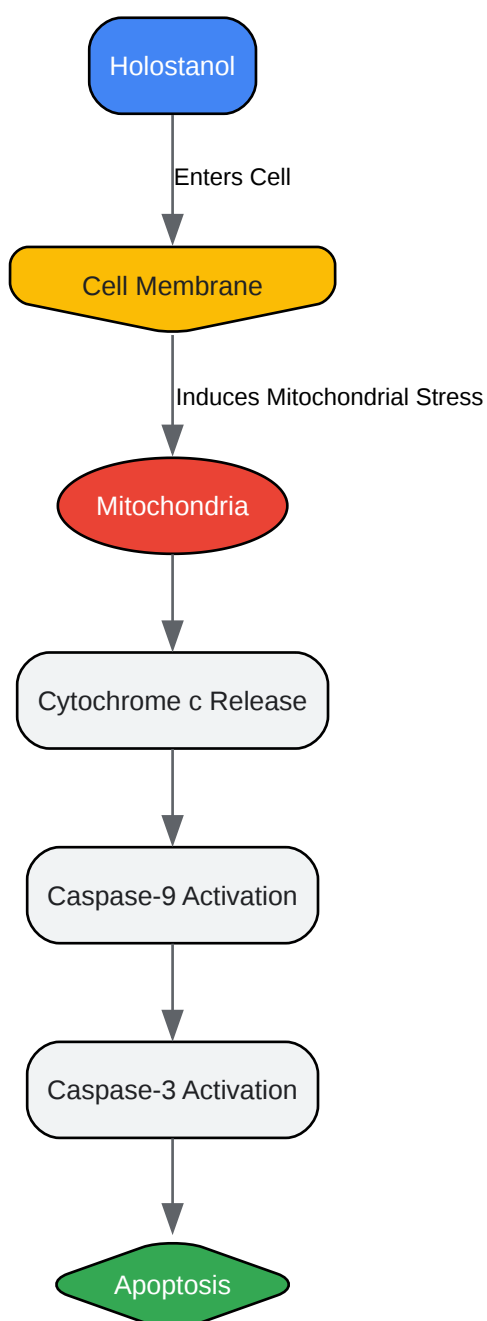 Holostanol
Enters Cell
Cell Membrane
Induces Mitochondrial Stress
Mitochondria
Cytochrome c Release
Caspase-9 Activation
Caspase-3 Activation
Apoptosis